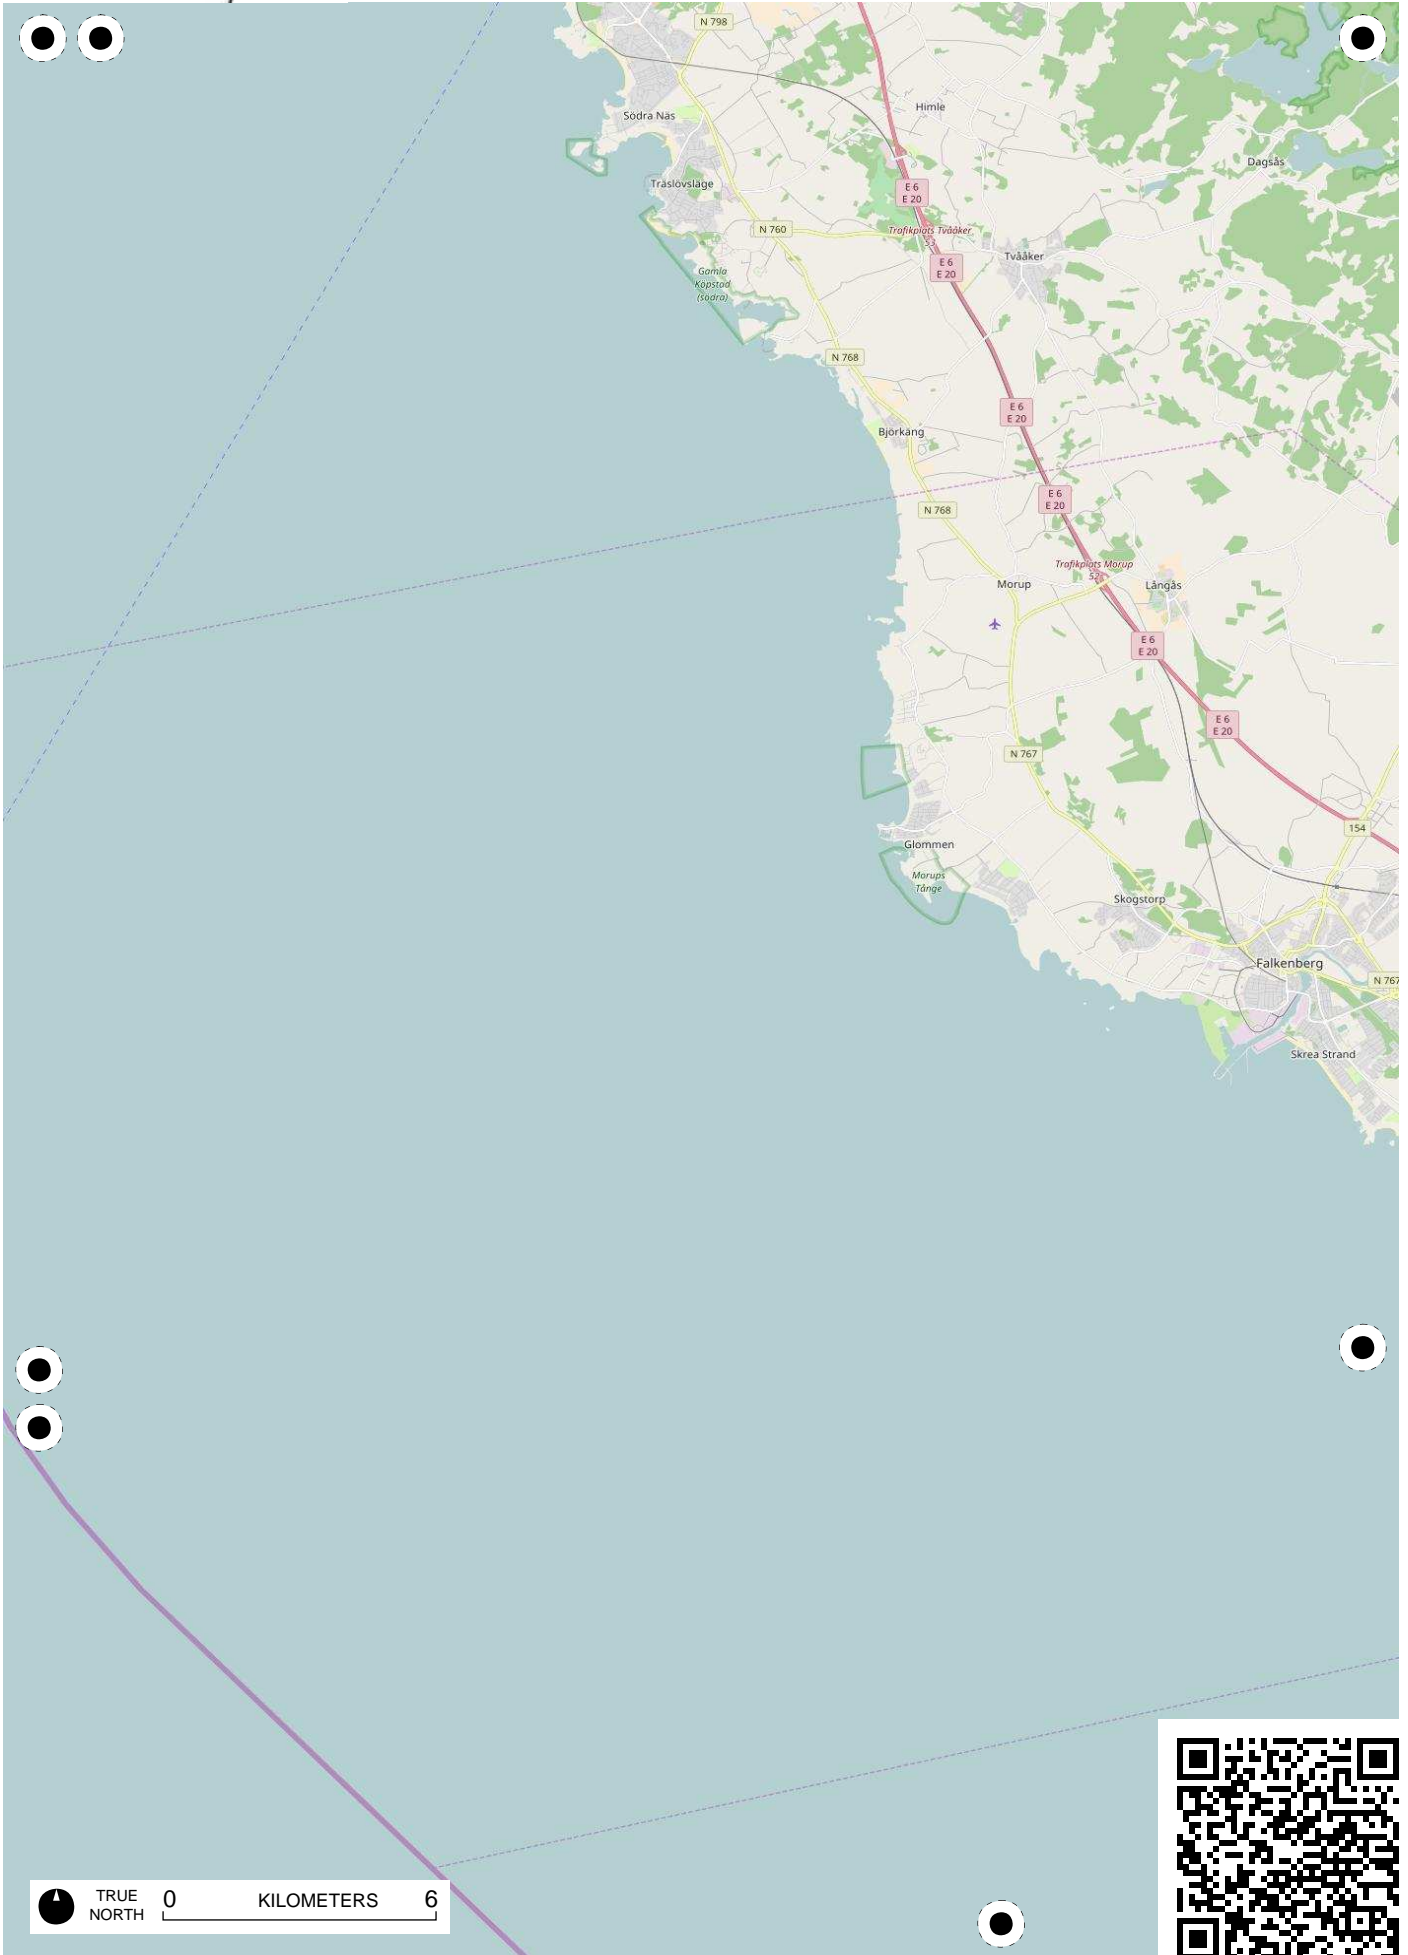 N 798
Himle
Södra Näs
Dagsås
Träslövsläge
E 6
E 20
N 760
Trafikplats Tvååker
53
Tvååker
E 6
E 20
Gamla
Köpstad
(södra)
N 768
E 6
E 20
Björkäng
E 6
E 20
N 768
Trafikplats Morup
52
Morup
Långås
E 6
E 20
E 6
E 20
N 767
154
Glommen
Morups
Tånge
Skogstorp
Falkenberg
N 767
Skrea Strand
TRUE
NORTH
0 KILOMETERS 6